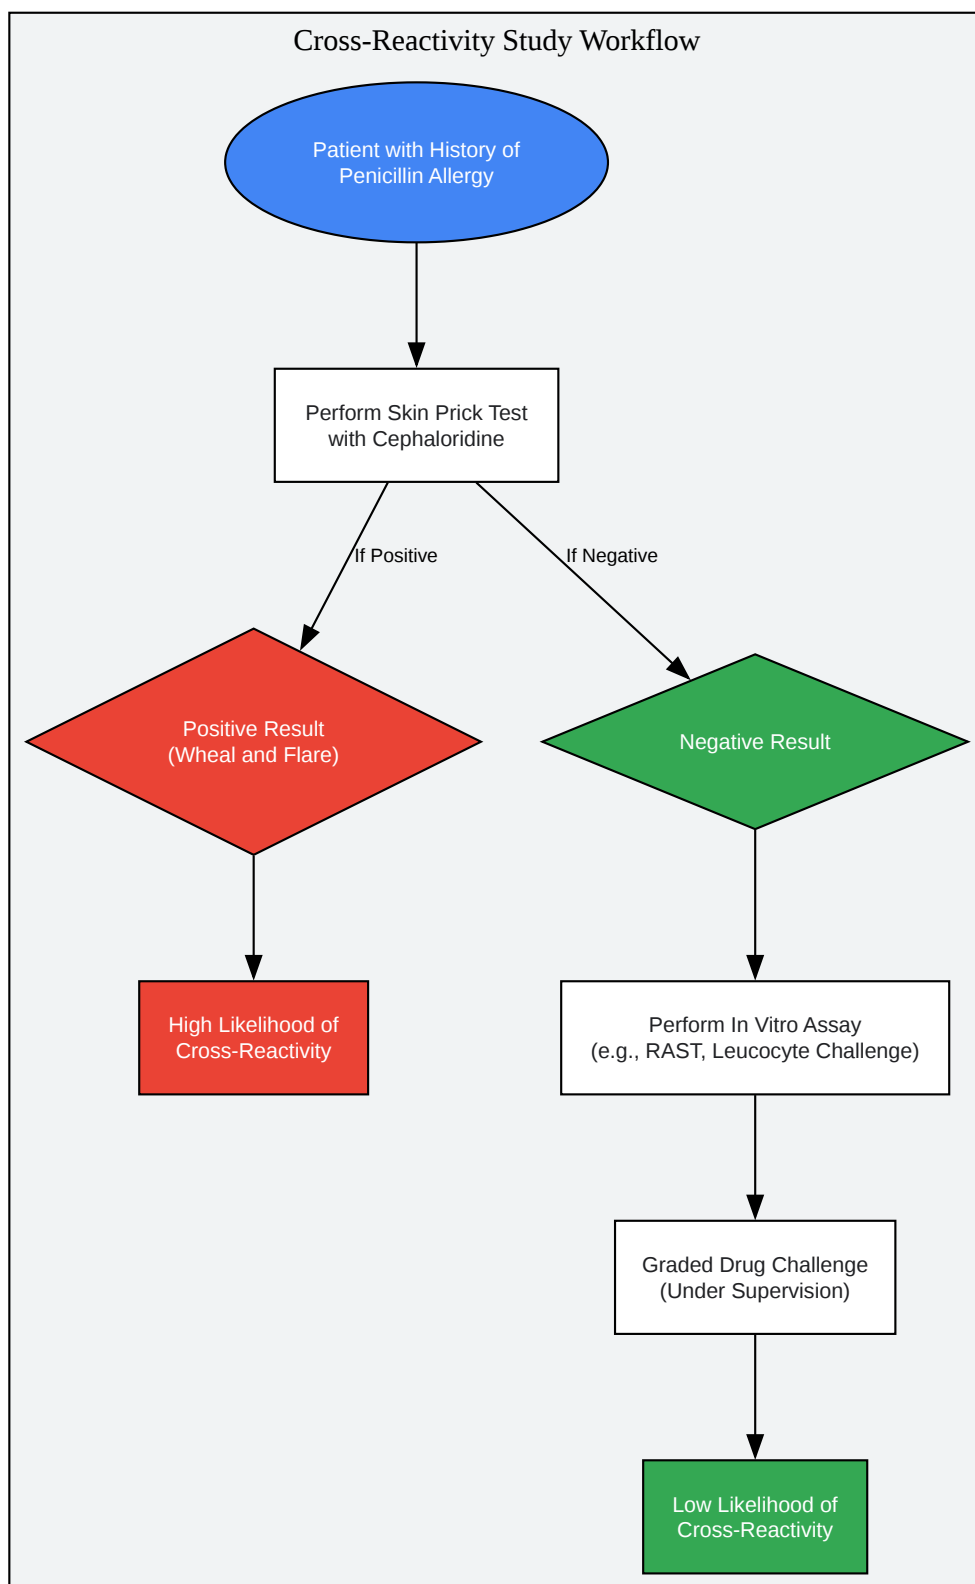 Cross-Reactivity Study Workflow
Patient with History of
Penicillin Allergy
Perform Skin Prick Test
with Cephaloridine
If Positive
If Negative
Positive Result
(Wheal and Flare)
Negative Result
High Likelihood of
Cross-Reactivity
Perform In Vitro Assay
(e.g., RAST, Leucocyte Challenge)
Graded Drug Challenge
(Under Supervision)
Low Likelihood of
Cross-Reactivity